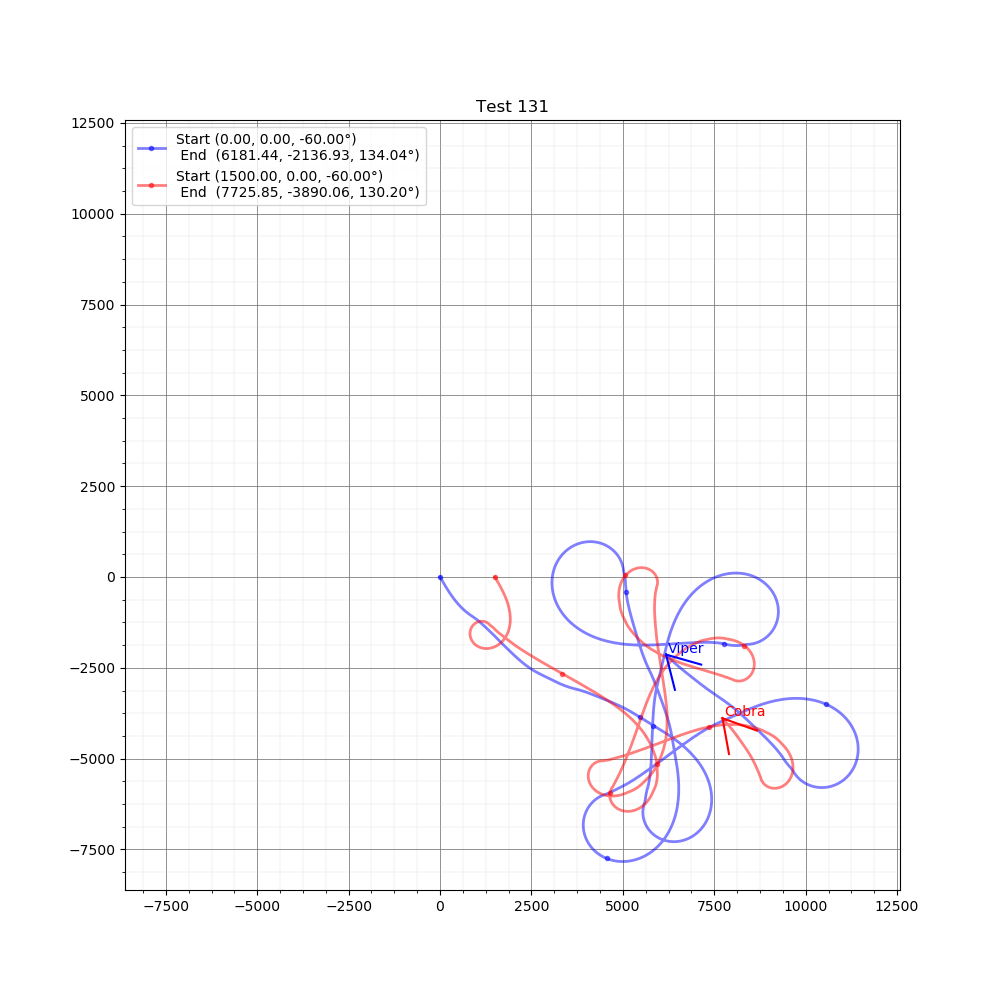 Test 131
Start (0.00, 0.00, -60.00°)
End (6181.44, -2136.93, 134.04°)
Start (1500.00, 0.00, -60.00°)
End (7725.85, -3890.06, 130.20°)
12500
10000
7500
5000
2500
0
−2500
−5000
−7500
Viper
Cobra
−7500 −5000 −2500 0 2500 5000 7500 10000 12500